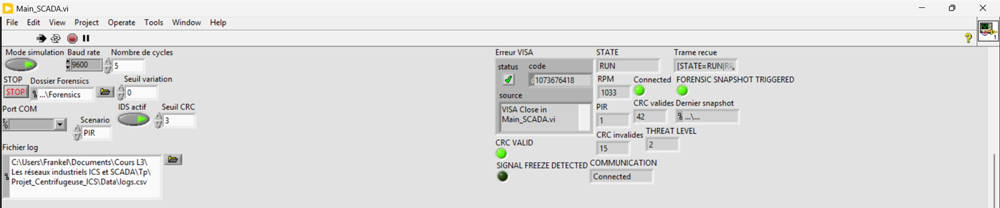 Main_SCADA.vi
File Edit View Project Operate Tools Window Help
1
Mode simulation Baud rate Nombre de cycles
9600 5
STOP Dossier Forensics Seuil variation
STOP ...\Forensics 0
Port COM IDS actif Seuil CRC
3
Scenario
PIR
Fichier log
C:\Users\Frankel\Documents\Cours L3\
Les réseaux industriels ICS et SCADA\Tp\
Projet_Centrifugeuse_ICS\Data\logs.csv
Erreur VISA
status code
1073676418
source
VISA Close in
Main_SCADA.vi
CRC VALID
SIGNAL FREEZE DETECTED
STATE Trame recue
RUN [STATE=RUN|RP
RPM Connected FORENSIC SNAPSHOT TRIGGERED
1033
PIR CRC valides Dernier snapshot
1 42 ...\...
CRC invalides THREAT LEVEL
15 2
COMMUNICATION
Connected